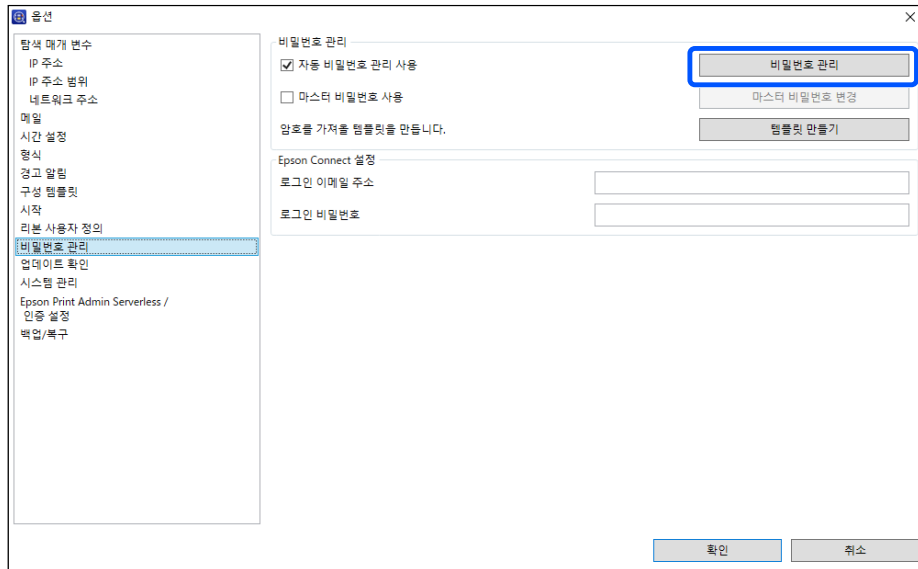 옵션
탐색 매개 변수
IP 주소
IP 주소 범위
네트워크 주소
메일
시간 설정
형식
경고 알림
구성 템플릿
시작
리본 사용자 정의
비밀번호 관리
업데이트 확인
시스템 관리
Epson Print Admin Serverless /
인증 설정
백업/복구
비밀번호 관리
자동 비밀번호 관리 사용
비밀번호 관리
마스터 비밀번호 사용
마스터 비밀번호 변경
암호를 가져올 템플릿을 만듭니다.
템플릿 만들기
Epson Connect 설정
로그인 이메일 주소
로그인 비밀번호
확인
취소